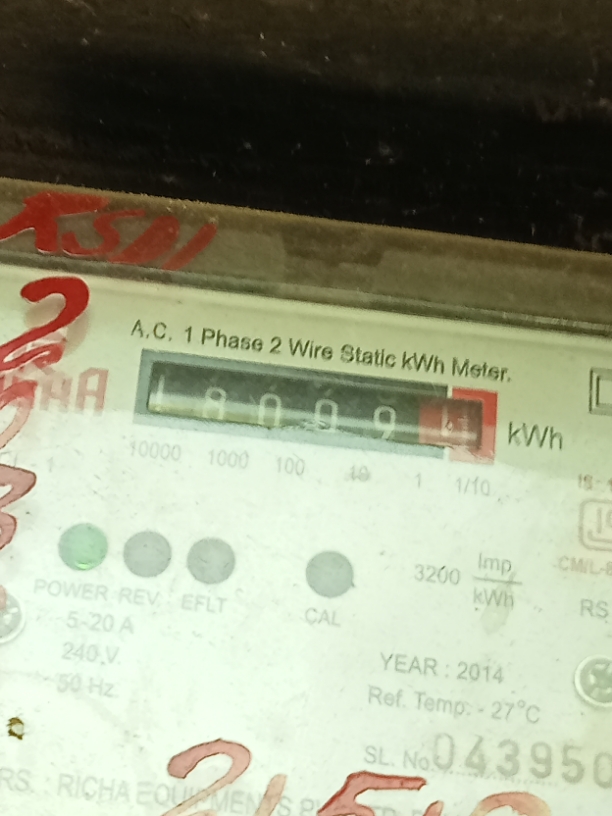 A.C. 1 Phase 2 Wire Static kWh Meter.
18009 kWh
10000 1000 100 10 1 1/10
3200 Imp/kWh
POWER REV. EFLT CAL
5-20 A
240 V
50 Hz
YEAR : 2014
Ref. Temp. - 27°C
SL. No. 043950
RICHA EQUIPMENTS